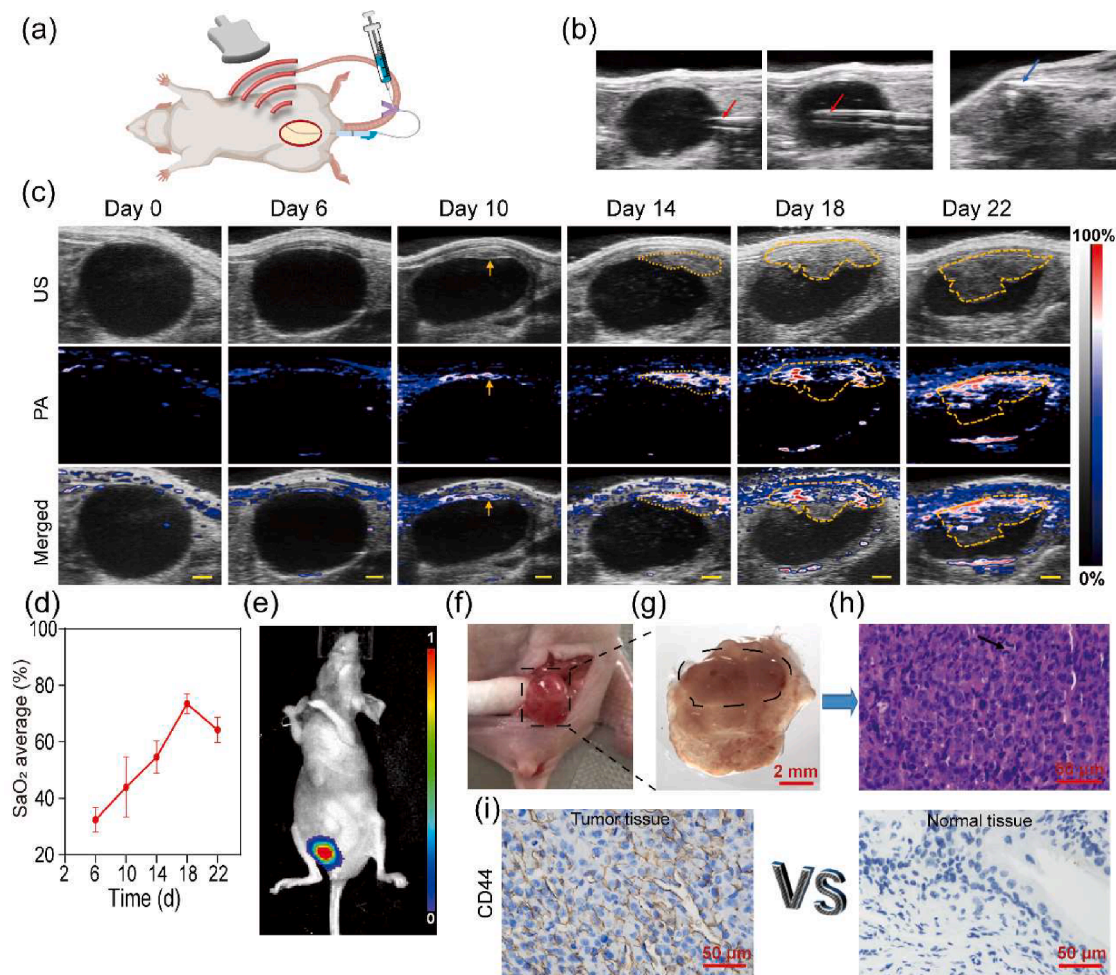 (a)
(b)
(c)
Day 0 Day 6 Day 10 Day 14 Day 18 Day 22
US
PA
Merged
100%
0%
(d)
SaO₂ average (%)
100
80
60
40
20
2 6 10 14 18 22
Time (d)
(e)
1
0
(f)
(g)
2 mm
(h)
50 μm
(i)
CD44
Tumor tissue
50 μm
VS
Normal tissue
50 μm